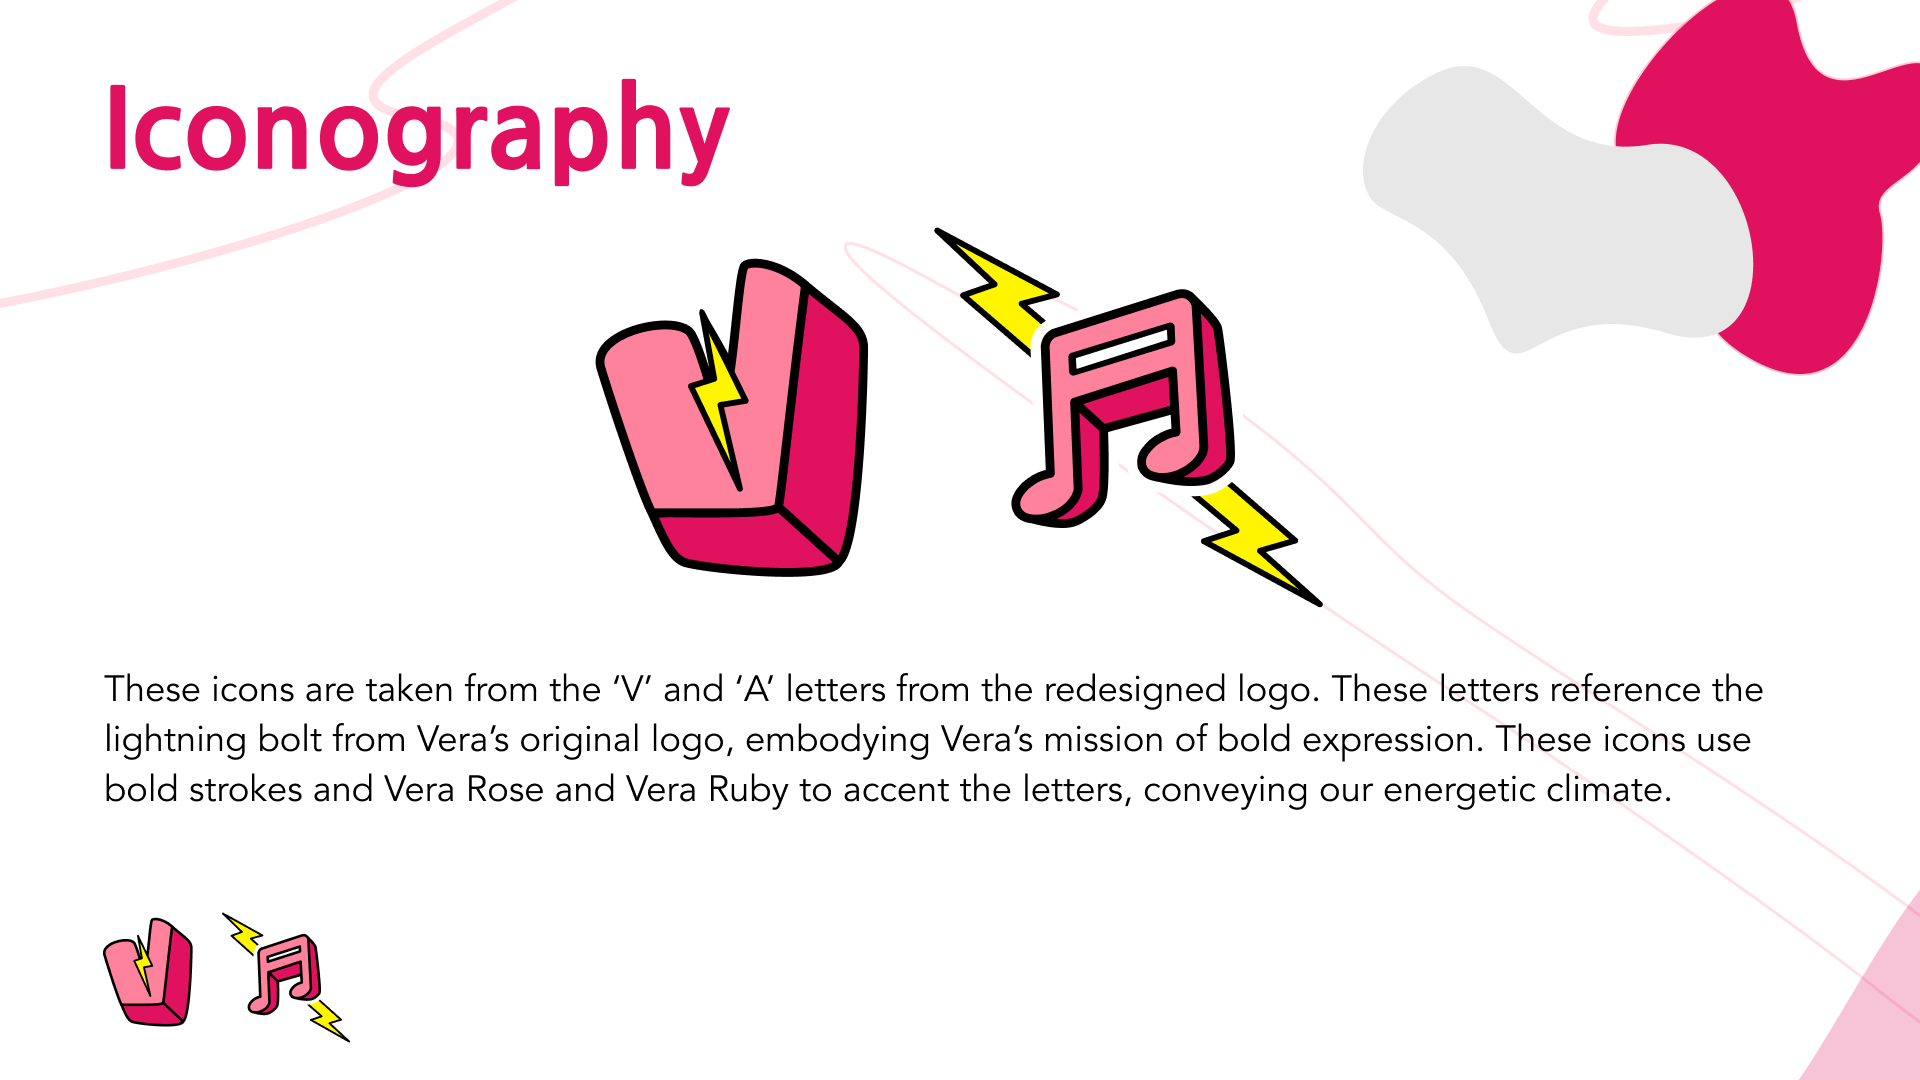 Iconography
These icons are taken from the ‘V’ and ‘A’ letters from the redesigned logo. These letters reference the
lightning bolt from Vera’s original logo, embodying Vera’s mission of bold expression. These icons use
bold strokes and Vera Rose and Vera Ruby to accent the letters, conveying our energetic climate.